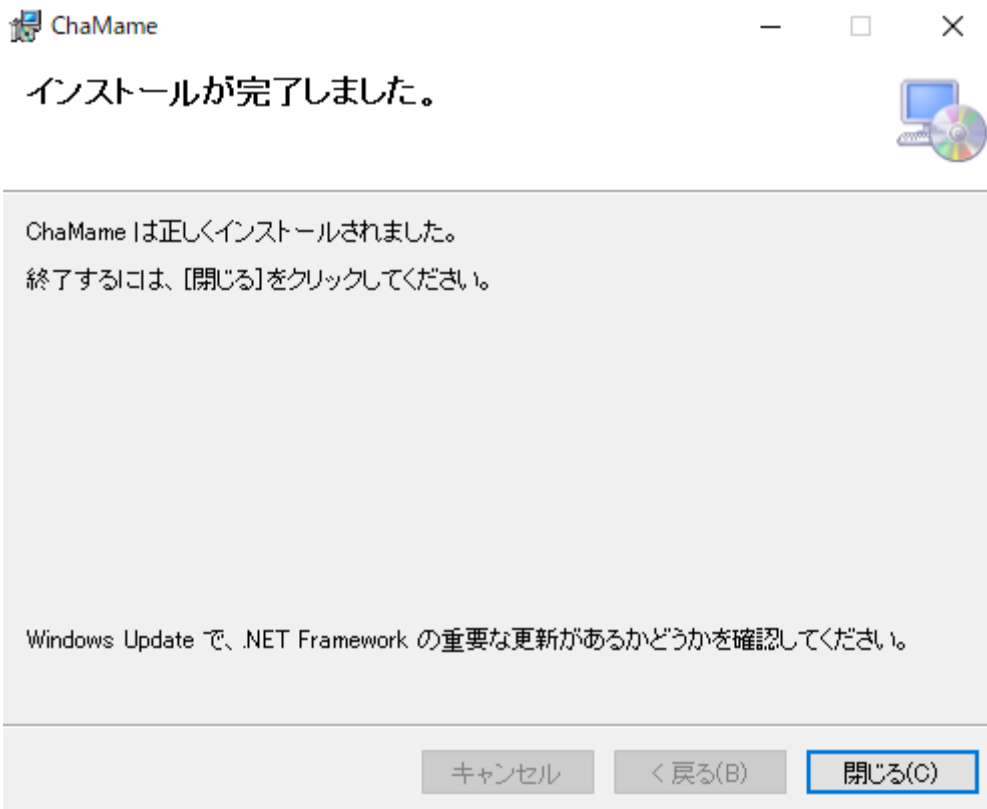 ChaMame
インストールが完了しました。
ChaMame は正しくインストールされました。
終了するには、[閉じる]をクリックしてください。
Windows Update で、.NET Framework の重要な更新があるかどうかを確認してください。
キャンセル
< 戻る(B)
閉じる(C)